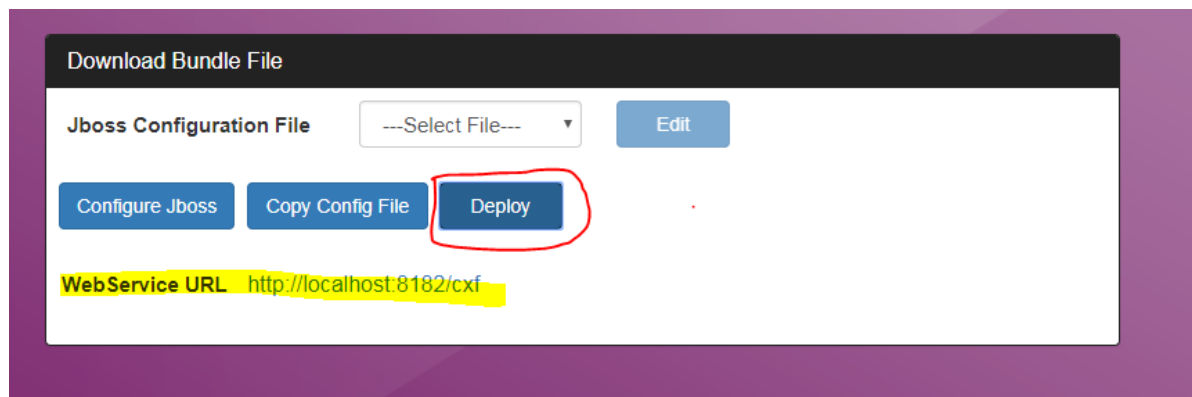 Download Bundle File
Jboss Configuration File ---Select File--- Edit
Configure Jboss Copy Config File Deploy
WebService URL http://localhost:8182/cxf